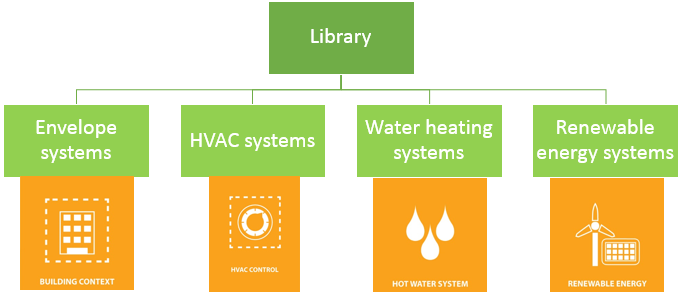 Library
Envelope
systems
HVAC systems
Water heating
systems
Renewable
energy systems
BUILDING CONTEXT
HVAC CONTROL
HOT WATER SYSTEM
RENEWABLE ENERGY